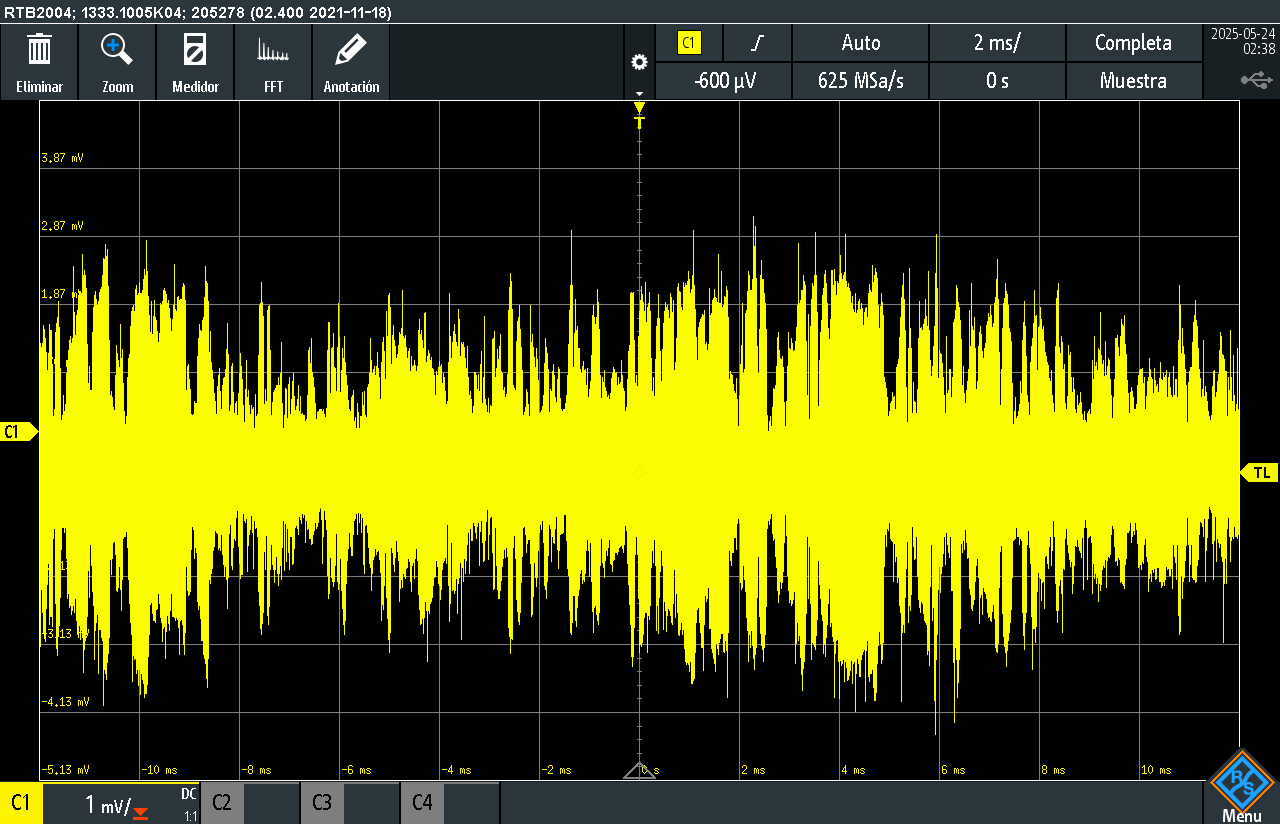 RTB2004; 1333.1005K04; 205278 (02.400 2021-11-18)
Eliminar
Zoom
Medidor
FFT
Anotación
C1
Auto
2 ms/
Completa
2025-05-24
02:38
-600 µV
625 MSa/s
0 s
Muestra
T
3.87 mV
2.87 mV
1.87
C1
TL
-3.13 mV
-4.13 mV
-5.13 mV
-10 ms
-8 ms
-6 ms
-4 ms
-2 ms
0 s
2 ms
4 ms
6 ms
8 ms
10 ms
C1
1 mV/
DC
1:1
C2
C3
C4
R S
Menu